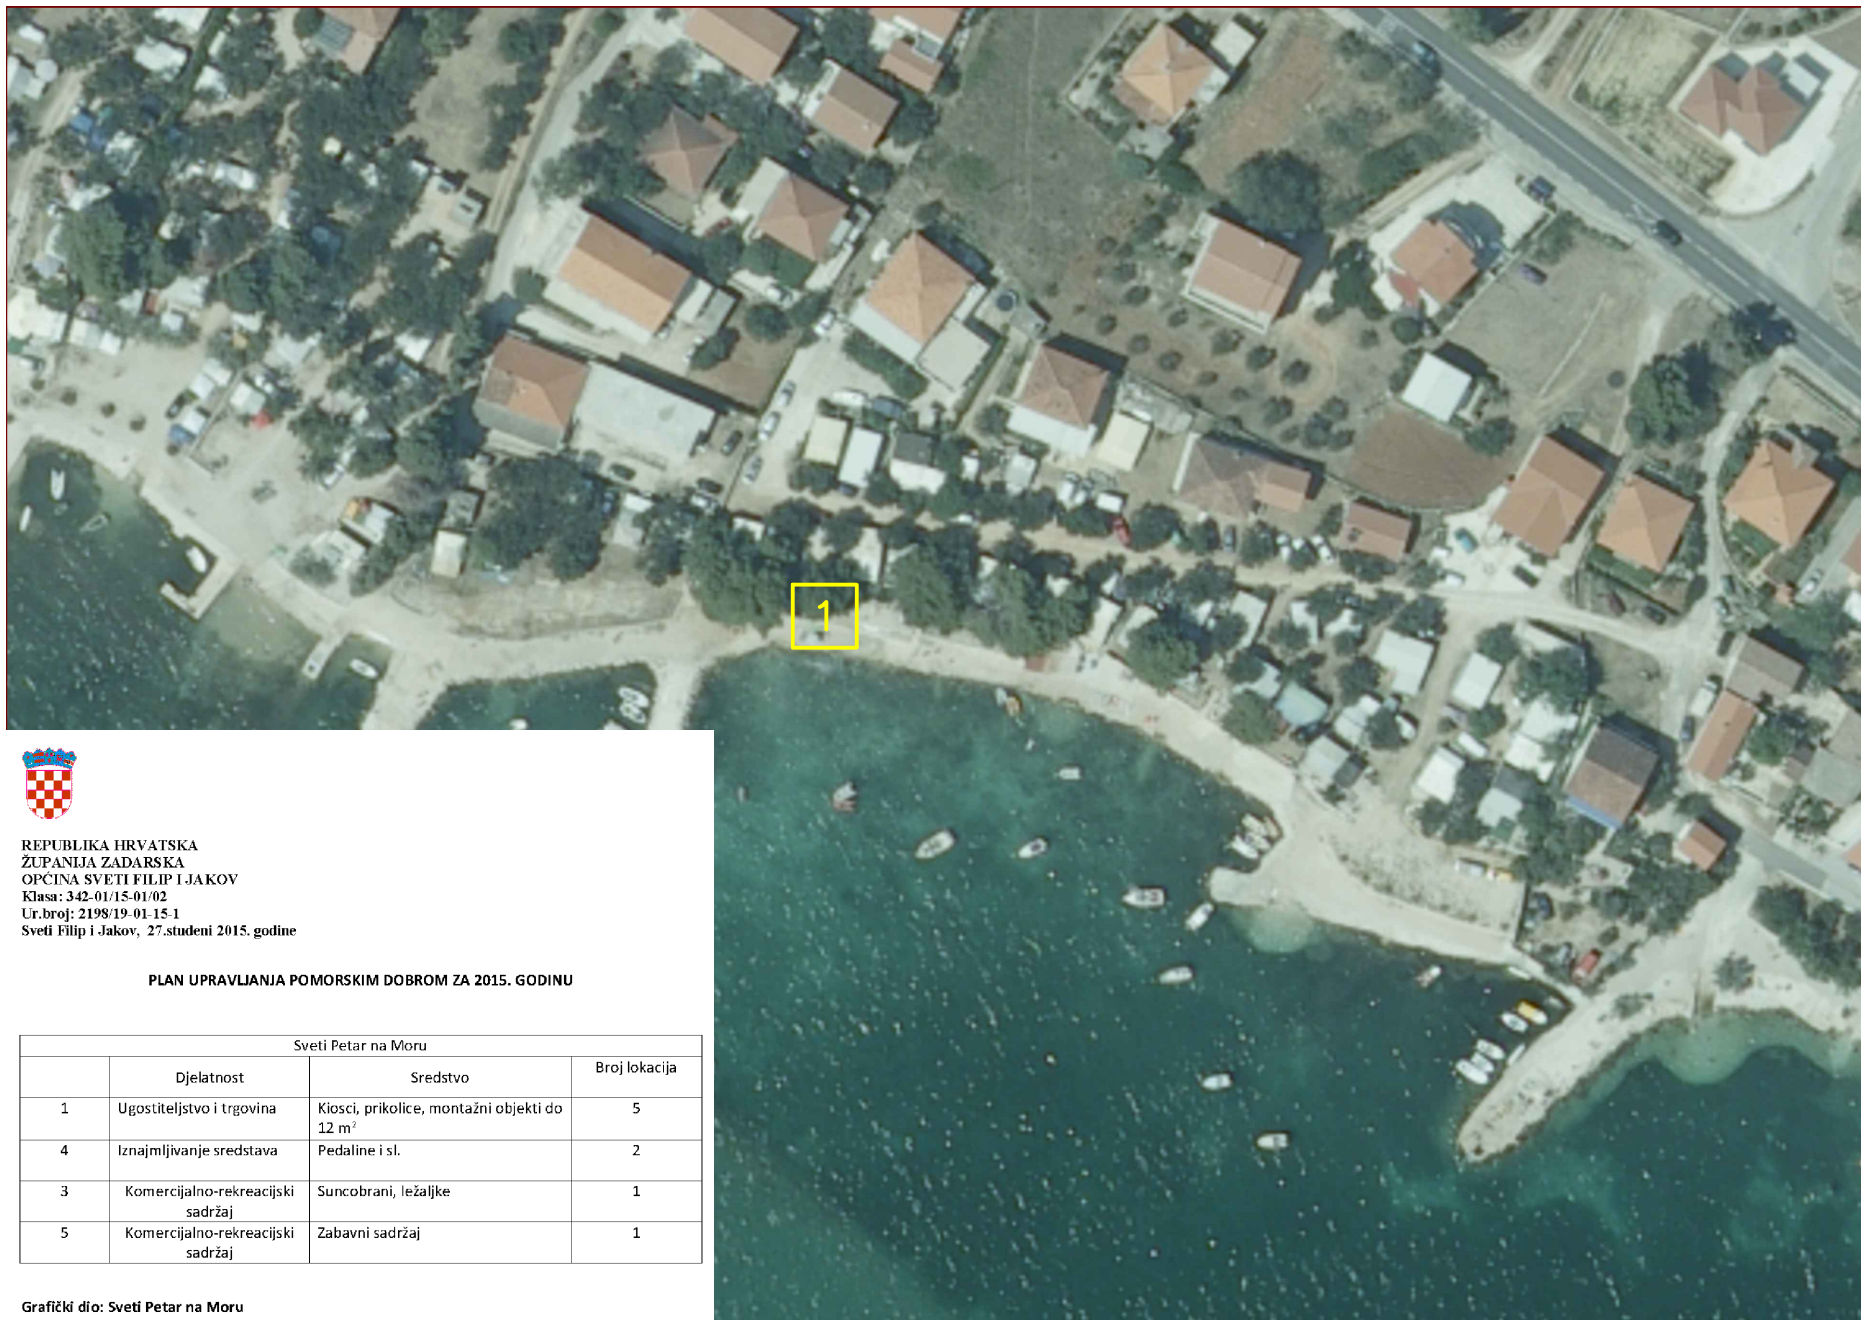 1
REPUBLIKA HRVATSKA
ŽUPANIJA ZADARSKA
OPĆINA SVETI FILIP I JAKOV
Klasa: 342-01/15-01/02
Ur.broj: 2198/19-01-15-1
Sveti Filip i Jakov, 27.studeni 2015. godine
PLAN UPRAVLJANJA POMORSKIM DOBROM ZA 2015. GODINU
Sveti Petar na Moru
Djelatnost Sredstvo Broj lokacija
1 Ugostiteljstvo i trgovina Kiosci, prikolice, montažni objekti do 5
12 m²
4 Iznajmljivanje sredstava Pedaline i sl. 2
3 Komercijalno-rekreacijski Suncobrani, ležaljke 1
sadržaj
5 Komercijalno-rekreacijski Zabavni sadržaj 1
sadržaj
Grafički dio: Sveti Petar na Moru